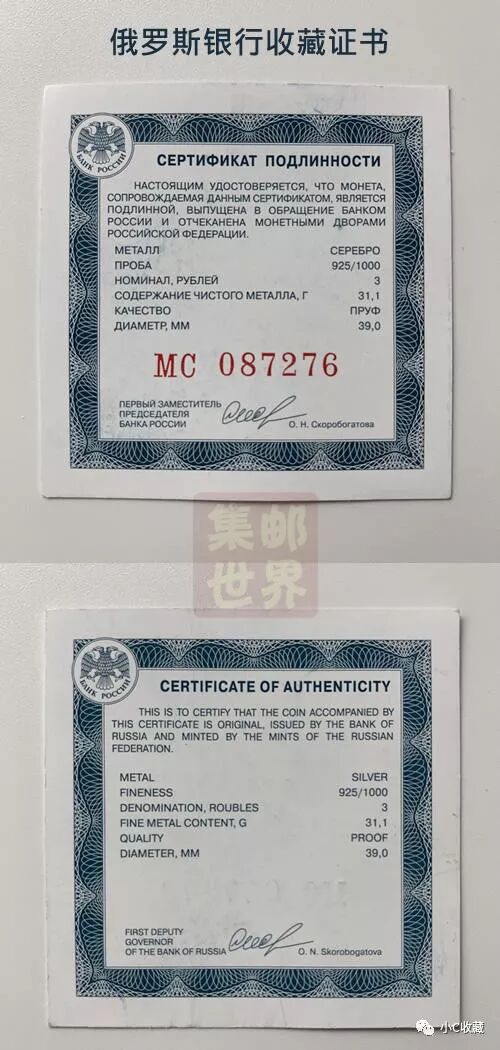 俄罗斯银行收藏证书
БАНК РОССИИ
СЕРТИФИКАТ ПОДЛИННОСТИ
НАСТОЯЩИМ УДОСТОВЕРЯЕТСЯ, ЧТО МОНЕТА,
СОПРОВОЖДАЕМАЯ ДАННЫМ СЕРТИФИКАТОМ, ЯВЛЯЕТСЯ
ПОДЛИННОЙ, ВЫПУЩЕНА В ОБРАЩЕНИЕ БАНКОМ
РОССИИ И ОТЧЕКАНЕНА МОНЕТНЫМИ ДВОРАМИ
РОССИЙСКОЙ ФЕДЕРАЦИИ.
МЕТАЛЛ СЕРЕБРО
ПРОБА 925/1000
НОМИНАЛ, РУБЛЕЙ 3
СОДЕРЖАНИЕ ЧИСТОГО МЕТАЛЛА, Г 31,1
КАЧЕСТВО ПРУФ
ДИАМЕТР, ММ 39,0
МС 087276
ПЕРВЫЙ ЗАМЕСТИТЕЛЬ
ПРЕДСЕДАТЕЛЯ
БАНКА РОССИИ О. Н. Скоробогатова
集邮
世界
БАНК РОССИИ
CERTIFICATE OF AUTHENTICITY
THIS IS TO CERTIFY THAT THE COIN ACCOMPANIED BY
THIS CERTIFICATE IS ORIGINAL, ISSUED BY THE BANK OF
RUSSIA AND MINTED BY THE MINTS OF THE RUSSIAN
FEDERATION.
METAL SILVER
FINENESS 925/1000
DENOMINATION, ROUBLES 3
FINE METAL CONTENT, G 31,1
QUALITY PROOF
DIAMETER, MM 39,0
FIRST DEPUTY
GOVERNOR
OF THE BANK OF RUSSIA O. N. Skorobogatova
小C收藏